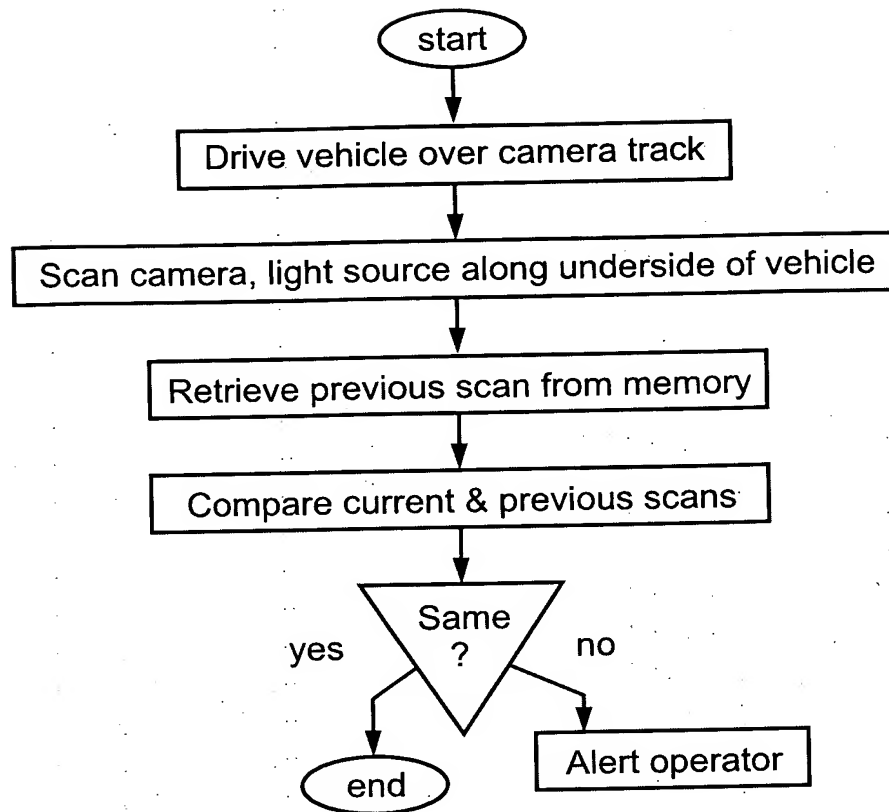 start
Drive vehicle over camera track
Scan camera, light source along underside of vehicle
Retrieve previous scan from memory
Compare current & previous scans
Same
?
yes
no
end
Alert operator